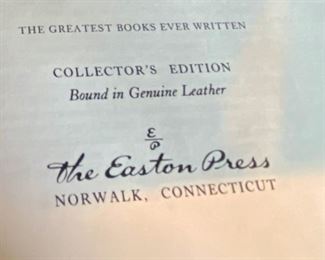 THE GREATEST BOOKS EVER WRITTEN
COLLECTOR'S EDITION
Bound in Genuine Leather
E
P
The Easton Press
NORWALK, CONNECTICUT